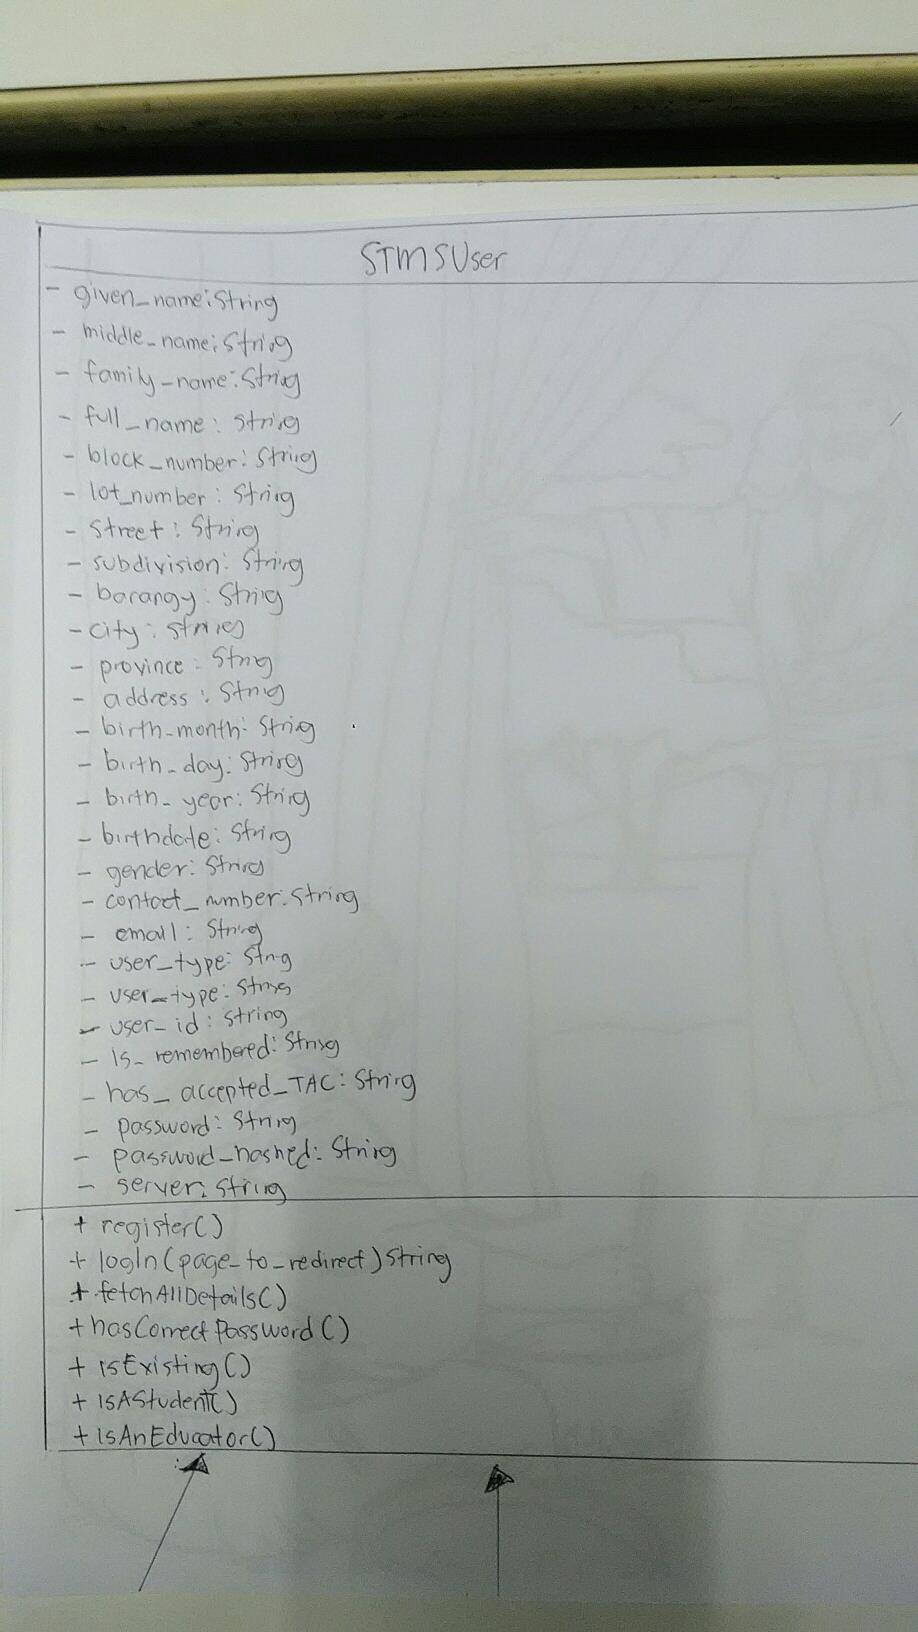 STMSUser
- given_name:String
- middle_name:String
- family_name:String
- full_name: String
- block_number: String
- lot_number: String
- street: String
- subdivision: String
- barangy: String
- city: String
- province: String
- address: String
- birth_month: String
- birth_day: String
- birth_year: String
- birthdate: String
- gender: String
- contact_number: String
- email: String
- user_type: String
- user_type: String
- user_id: String
- is_remembered: String
- has_accepted_TAC: String
- password: String
- password_hashed: String
- server: String
+ register()
+ logIn(page_to_redirect)String
+ fetchAllDetails()
+ hasCorrectPassword()
+ isExisting()
+ isAStudent()
+ isAnEducator()